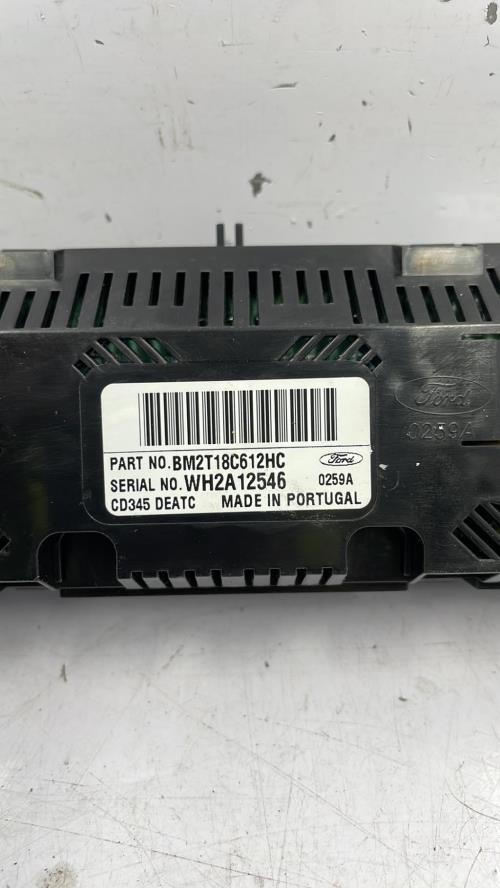 PART NO. BM2T18C612HC
Ford
SERIAL NO. WH2A12546
0259A
CD345 DEATC MADE IN PORTUGAL
Ford
0259A